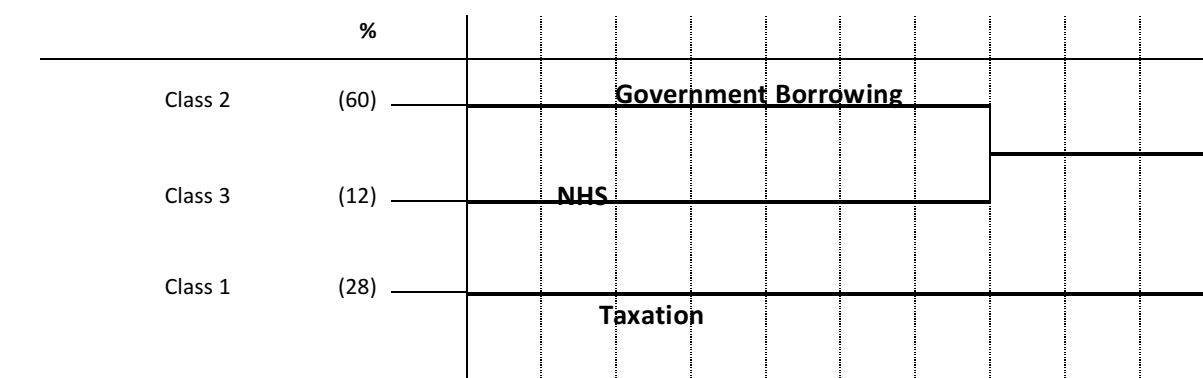 %
Class 2 (60) Government Borrowing
Class 3 (12) NHS
Class 1 (28)
Taxation